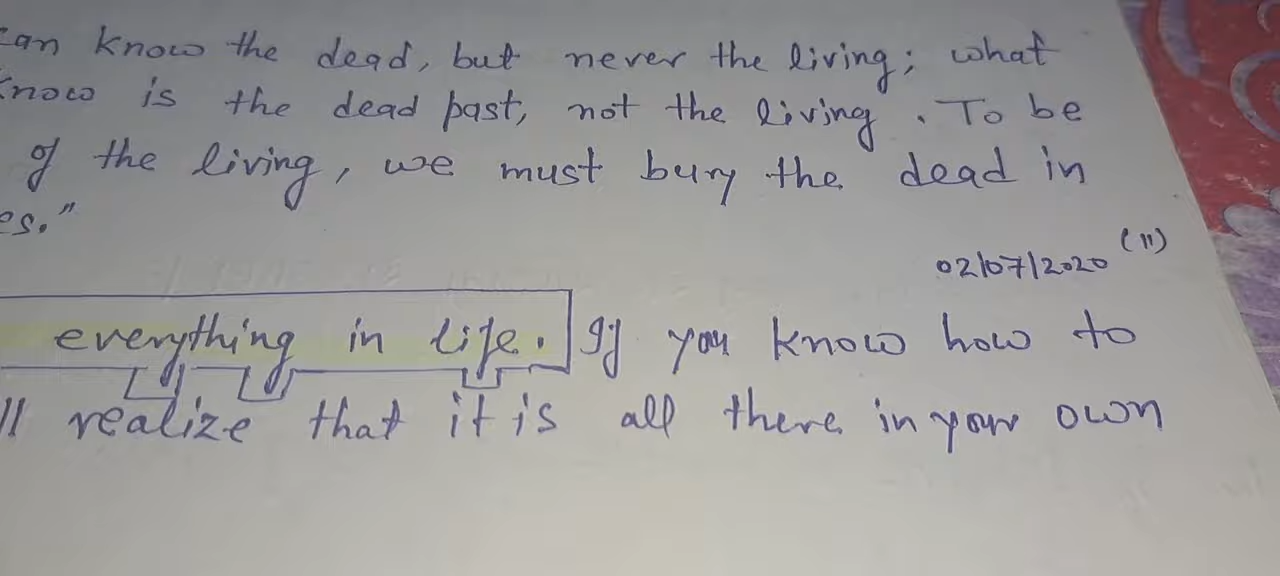 can know the dead, but never the living; what
know is the dead past, not the living. To be
of the living, we must bury the dead in
es."
02/07/2020 (11)
everything in life. If you know how to
ll realize that it is all there in your own